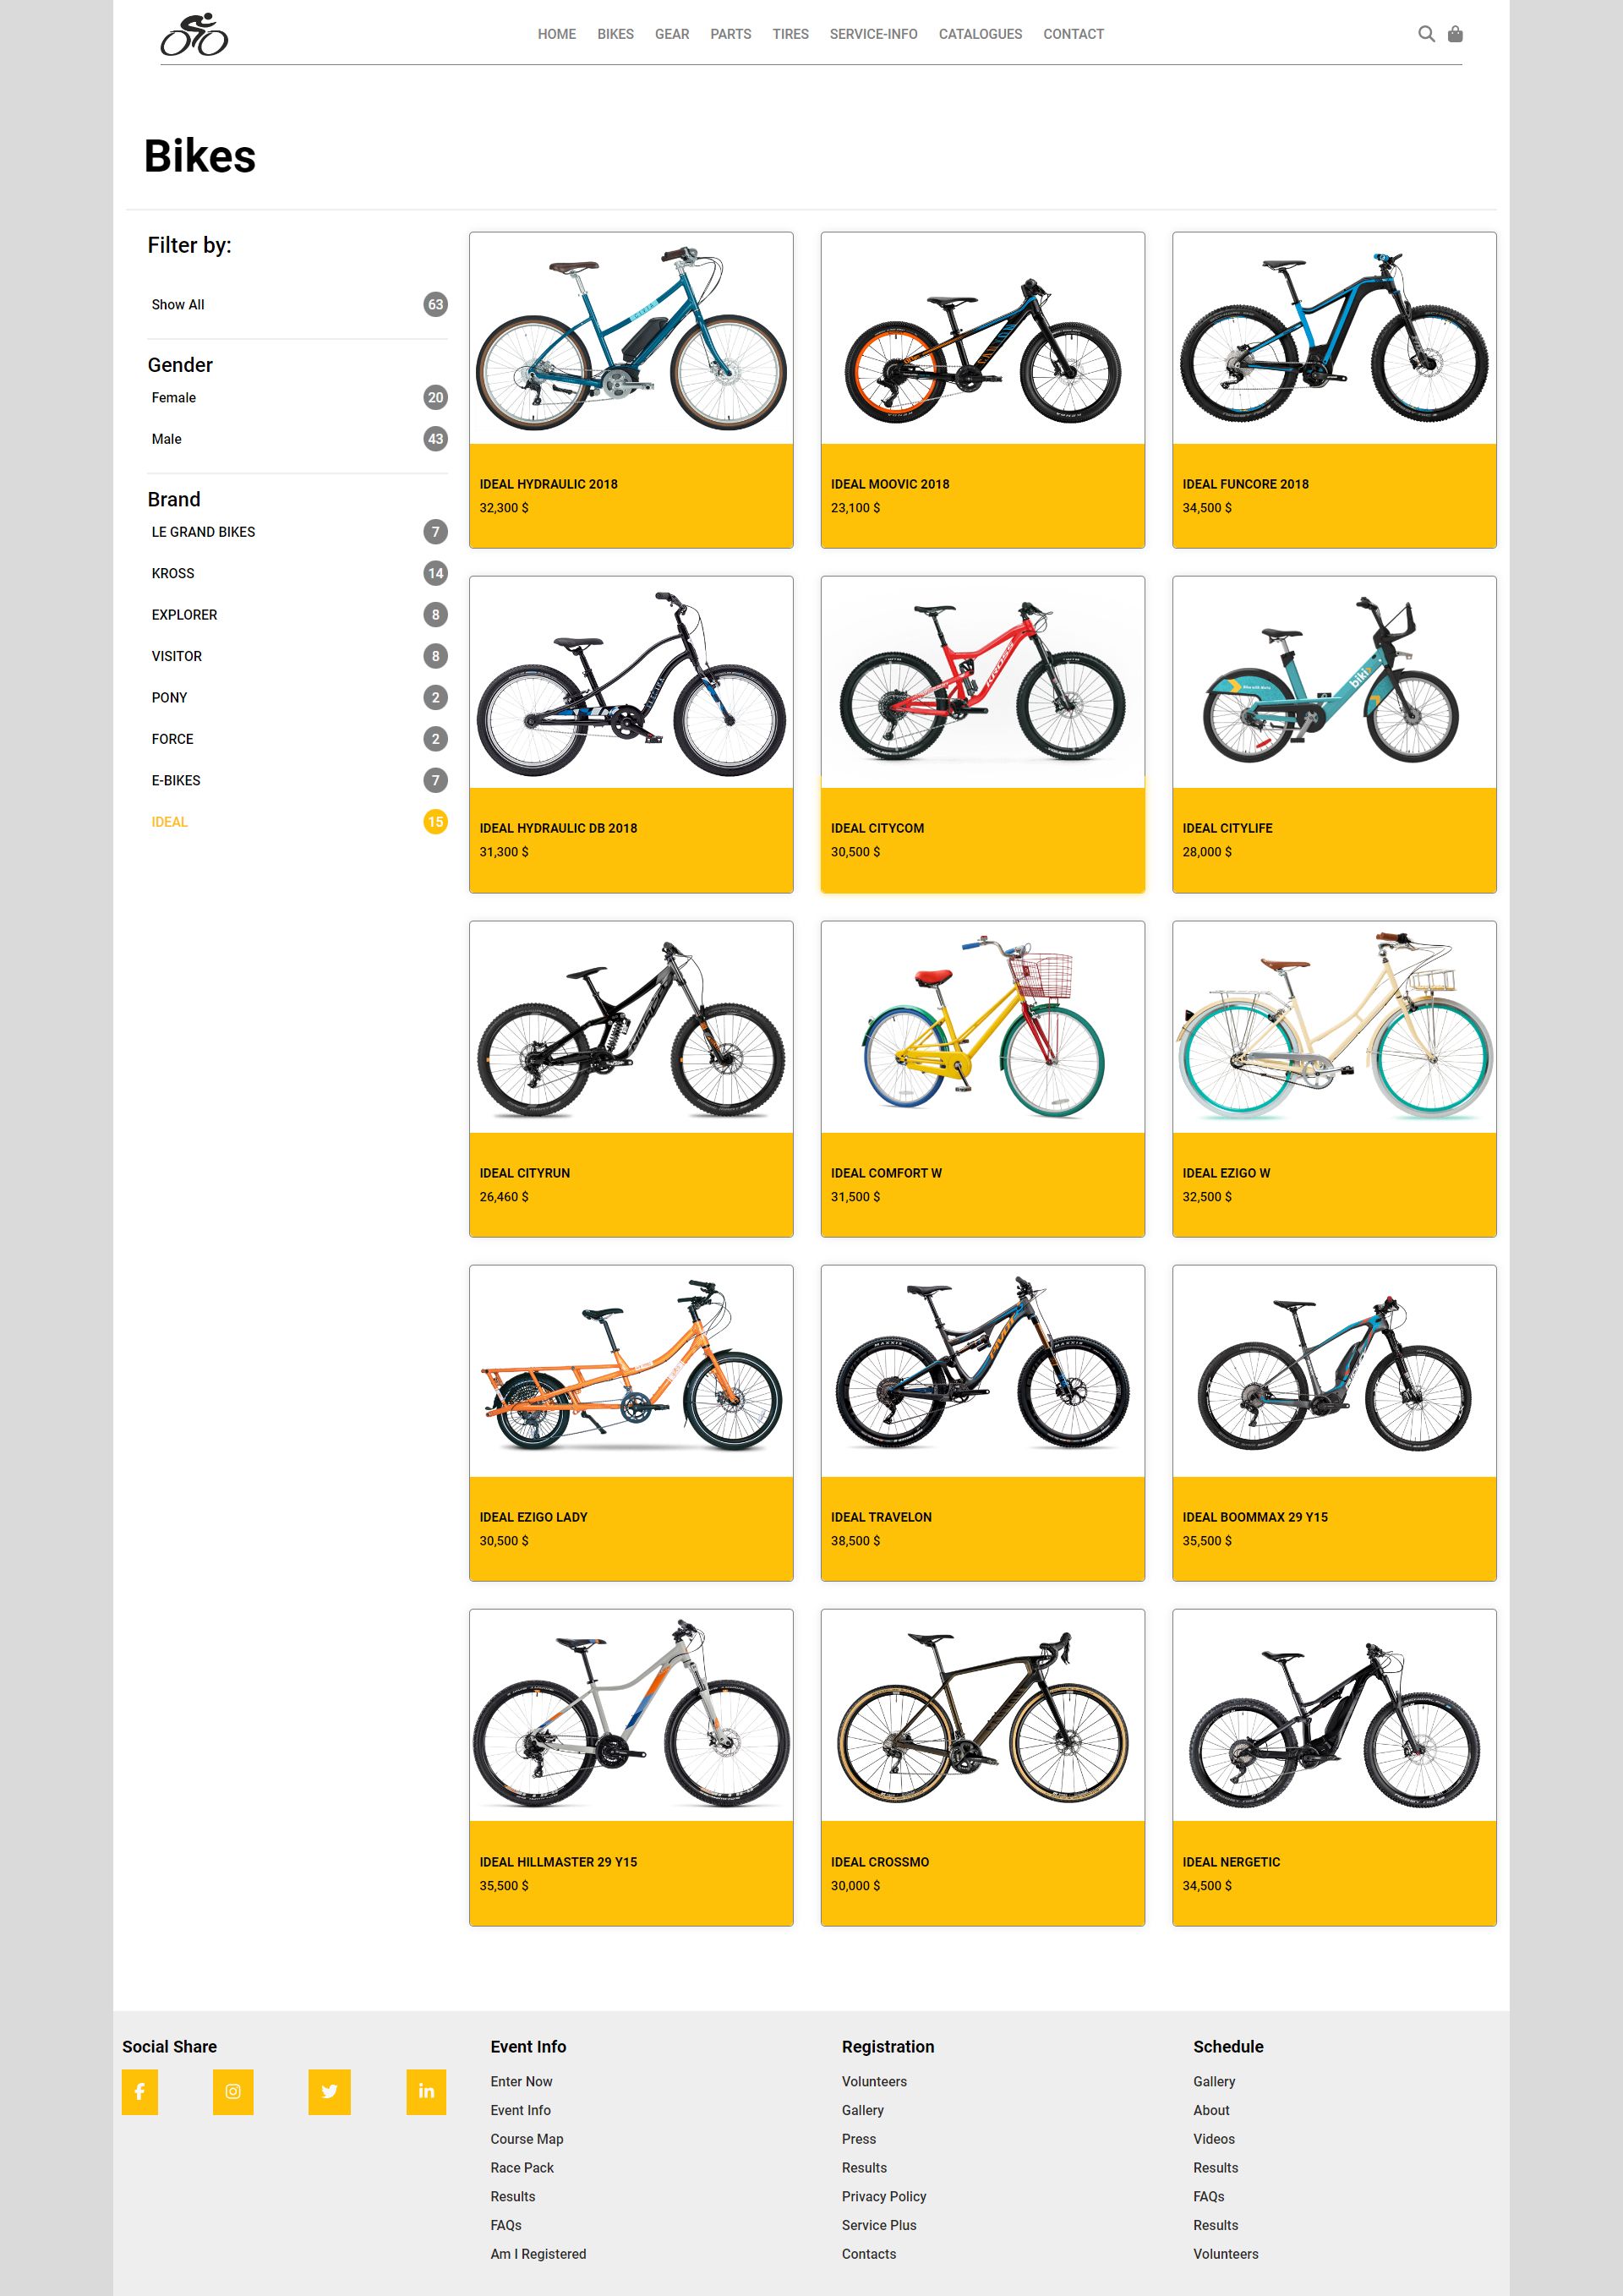 HOME BIKES GEAR PARTS TIRES SERVICE-INFO CATALOGUES CONTACT
Bikes
Filter by:
Show All 63
Gender
Female 20
Male 43
Brand
LE GRAND BIKES 7
KROSS 14
EXPLORER 8
VISITOR 8
PONY 2
FORCE 2
E-BIKES 7
IDEAL 15
IDEAL HYDRAULIC 2018
32,300 $
IDEAL MOOVIC 2018
23,100 $
IDEAL FUNCORE 2018
34,500 $
KROSS
biki
IDEAL HYDRAULIC DB 2018
31,300 $
IDEAL CITYCOM
30,500 $
IDEAL CITYLIFE
28,000 $
IDEAL CITYRUN
26,460 $
IDEAL COMFORT W
31,500 $
IDEAL EZIGO W
32,500 $
MAXXIS
PIVOT
IDEAL EZIGO LADY
30,500 $
IDEAL TRAVELON
38,500 $
IDEAL BOOMMAX 29 Y15
35,500 $
IDEAL HILLMASTER 29 Y15
35,500 $
IDEAL CROSSMO
30,000 $
IDEAL NERGETIC
34,500 $
Social Share
Event Info
Enter Now
Event Info
Course Map
Race Pack
Results
FAQs
Am I Registered
Registration
Volunteers
Gallery
Press
Results
Privacy Policy
Service Plus
Contacts
Schedule
Gallery
About
Videos
Results
FAQs
Results
Volunteers